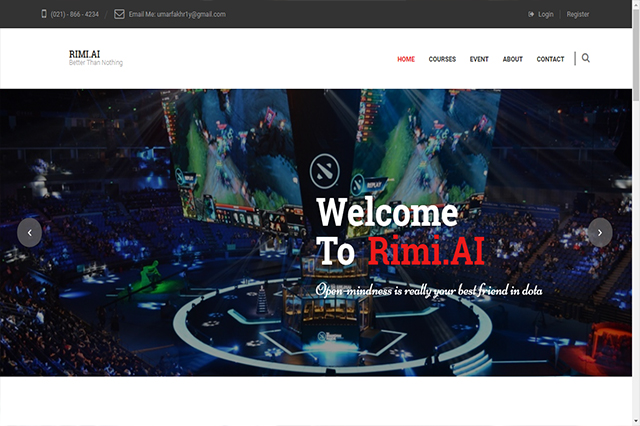 (021) - 866 - 4234
Email Me: umarfakhr1y@gmail.com
Login
Register
RIMI.AI
Better Than Nothing
HOME
COURSES
EVENT
ABOUT
CONTACT
REPLAY
Welcome
To Rimi.AI
Open-mindness is really your best friend in dota